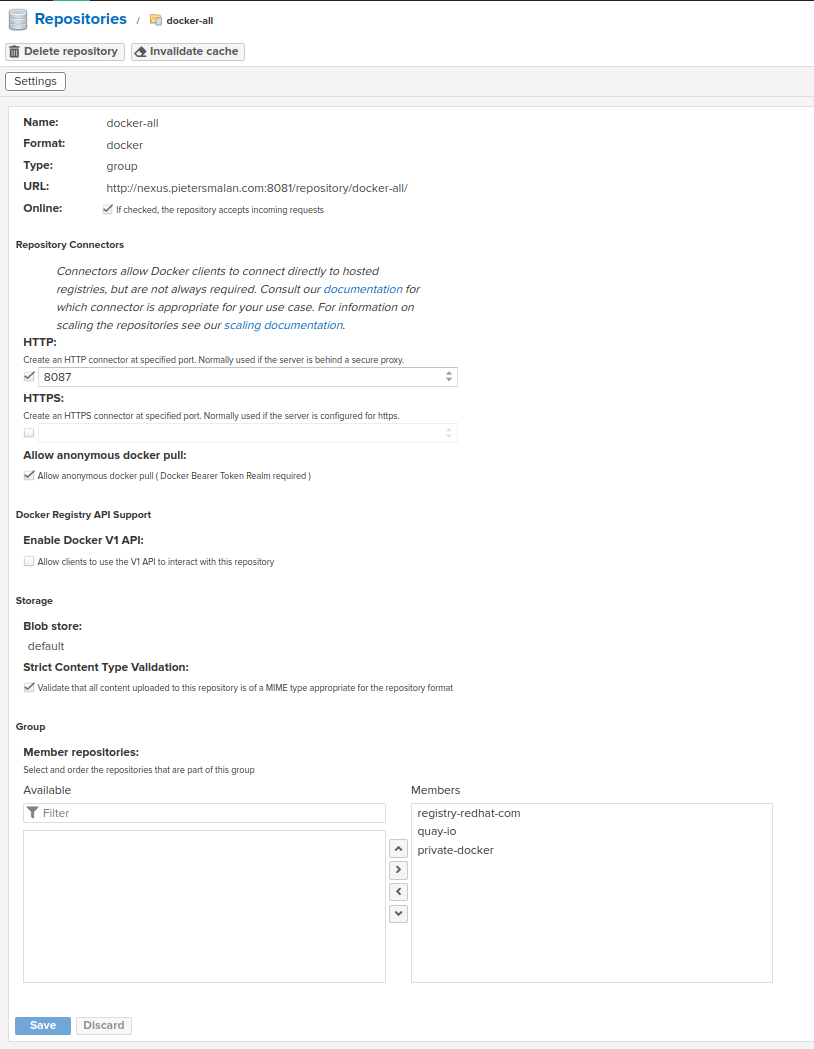 Repositories / docker-all
Delete repository Invalidate cache
Settings
Name: docker-all
Format: docker
Type: group
URL: http://nexus.pietersmalan.com:8081/repository/docker-all/
Online: If checked, the repository accepts incoming requests
Repository Connectors
Connectors allow Docker clients to connect directly to hosted
registries, but are not always required. Consult our documentation for
which connector is appropriate for your use case. For information on
scaling the repositories see our scaling documentation.
HTTP:
Create an HTTP connector at specified port. Normally used if the server is behind a secure proxy.
8087
HTTPS:
Create an HTTPS connector at specified port. Normally used if the server is configured for https.
Allow anonymous docker pull:
Allow anonymous docker pull ( Docker Bearer Token Realm required )
Docker Registry API Support
Enable Docker V1 API:
Allow clients to use the V1 API to interact with this repository
Storage
Blob store:
default
Strict Content Type Validation:
Validate that all content uploaded to this repository is of a MIME type appropriate for the repository format
Group
Member repositories:
Select and order the repositories that are part of this group
Available
Filter
Members
registry-redhat-com
quay-io
private-docker
Save Discard